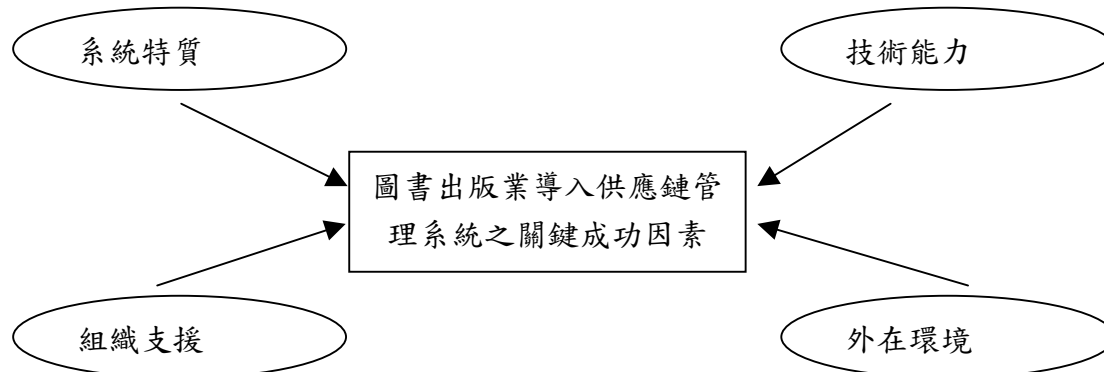 系統特質
技術能力
圖書出版業導入供應鏈管
理系統之關鍵成功因素
組織支援
外在環境